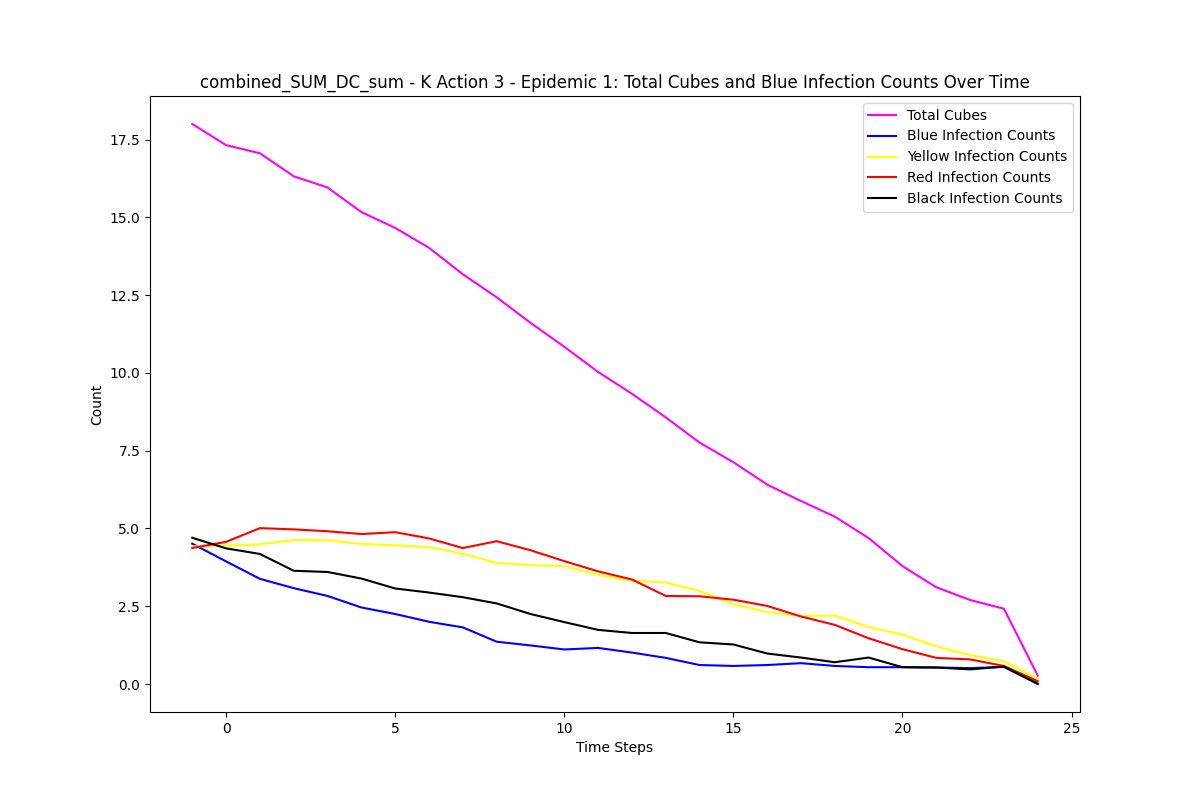 combined_SUM_DC_sum - K Action 3 - Epidemic 1: Total Cubes and Blue Infection Counts Over Time
Total Cubes
Blue Infection Counts
Yellow Infection Counts
Red Infection Counts
Black Infection Counts
17.5
15.0
12.5
10.0
7.5
5.0
2.5
0.0
Count
0 5 10 15 20 25
Time Steps